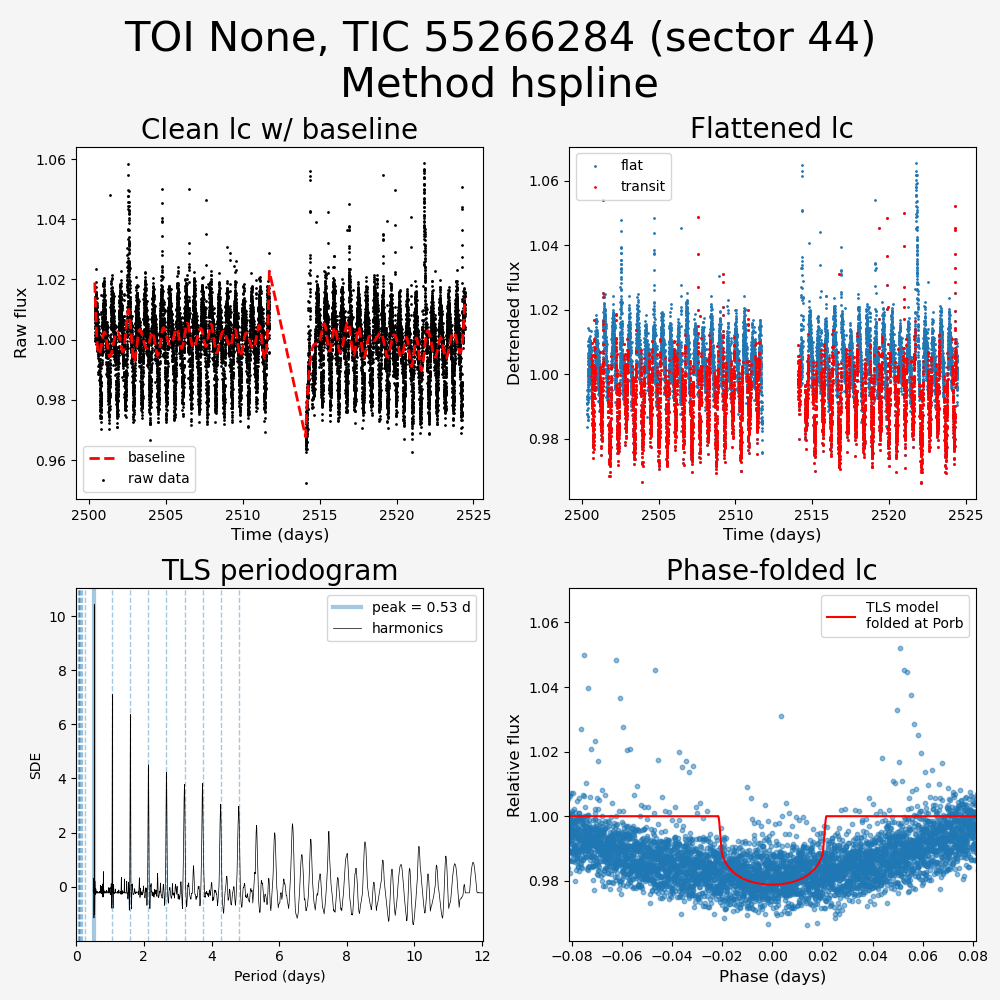 TOI None, TIC 55266284 (sector 44)
Method hspline
Clean lc w/ baseline
Raw flux
1.06
1.04
1.02
1.00
0.98
0.96
baseline
raw data
2500
2505
2510
2515
2520
2525
Time (days)
Flattened lc
Detrended flux
1.06
1.04
1.02
1.00
0.98
flat
transit
2500
2505
2510
2515
2520
2525
Time (days)
TLS periodogram
SDE
10
8
6
4
2
0
peak = 0.53 d
harmonics
0
2
4
6
8
10
12
Period (days)
Phase-folded lc
Relative flux
1.06
1.04
1.02
1.00
0.98
TLS model
folded at Porb
−0.08
−0.06
−0.04
−0.02
0.00
0.02
0.04
0.06
0.08
Phase (days)